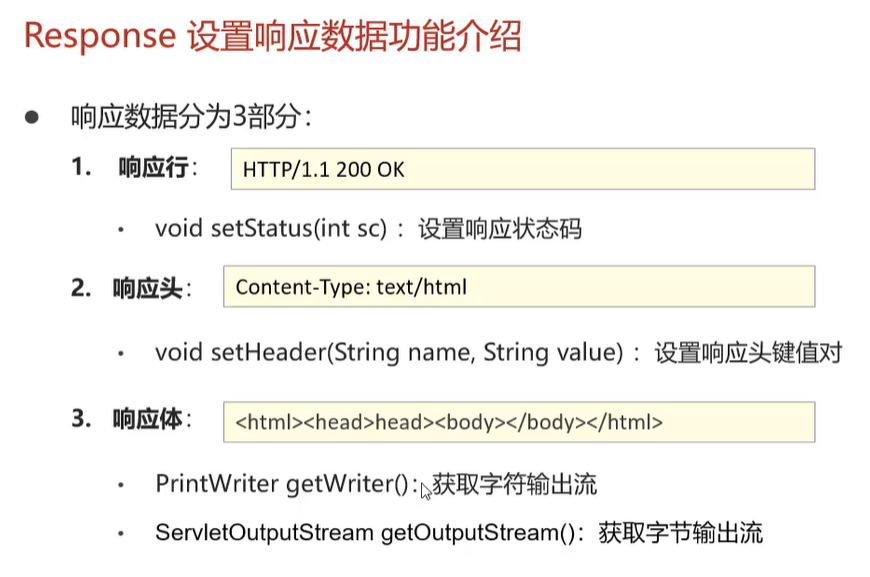 Response 设置响应数据功能介绍
● 响应数据分为3部分：
1. 响应行： HTTP/1.1 200 OK
• void setStatus(int sc) ：设置响应状态码
2. 响应头： Content-Type: text/html
• void setHeader(String name, String value) ：设置响应头键值对
3. 响应体： <html><head>head><body></body></html>
• PrintWriter getWriter()：获取字符输出流
• ServletOutputStream getOutputStream()：获取字节输出流